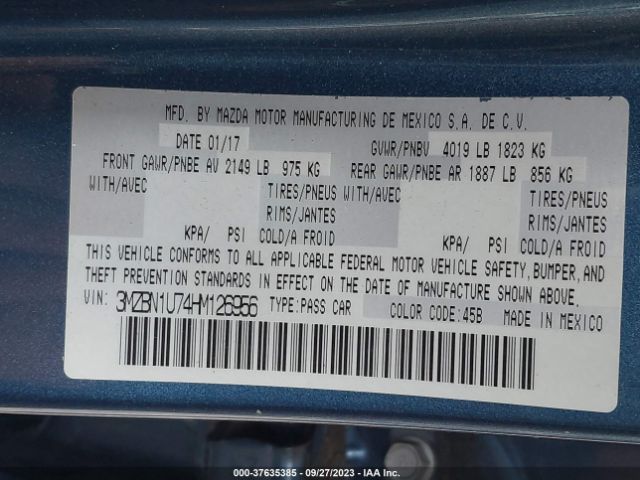 MFD. BY MAZDA MOTOR MANUFACTURING DE MEXICO S.A. DE C.V.
DATE 01/17 GVWR/PNBV 4019 LB 1823 KG
FRONT GAWR/PNBE AV 2149 LB 975 KG REAR GAWR/PNBE AR 1887 LB 856 KG
WITH/AVEC TIRES/PNEUS WITH/AVEC TIRES/PNEUS
RIMS/JANTES RIMS/JANTES
KPA/ PSI COLD/A FROID KPA/ PSI COLD/A FROID
THIS VEHICLE CONFORMS TO ALL APPLICABLE FEDERAL MOTOR VEHICLE SAFETY, BUMPER, AND
THEFT PREVENTION STANDARDS IN EFFECT ON THE DATE OF MANUFACTURE SHOWN ABOVE.
VIN: 3MZBN1U74HM126956 TYPE:PASS CAR COLOR CODE:45B MADE IN MEXICO
000-37635385 - 09/27/2023 - IAA Inc.